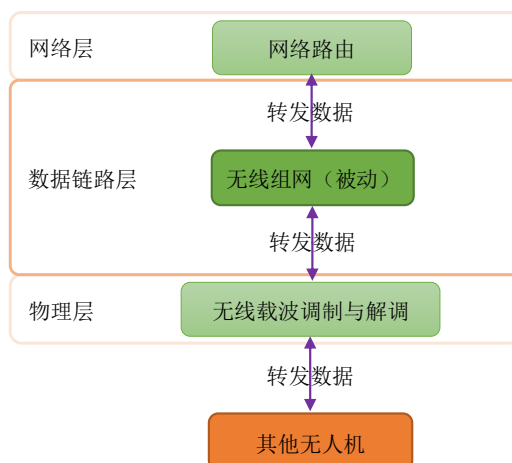 网络层
网络路由
转发数据
数据链路层
无线组网（被动）
转发数据
物理层
无线载波调制与解调
转发数据
其他无人机